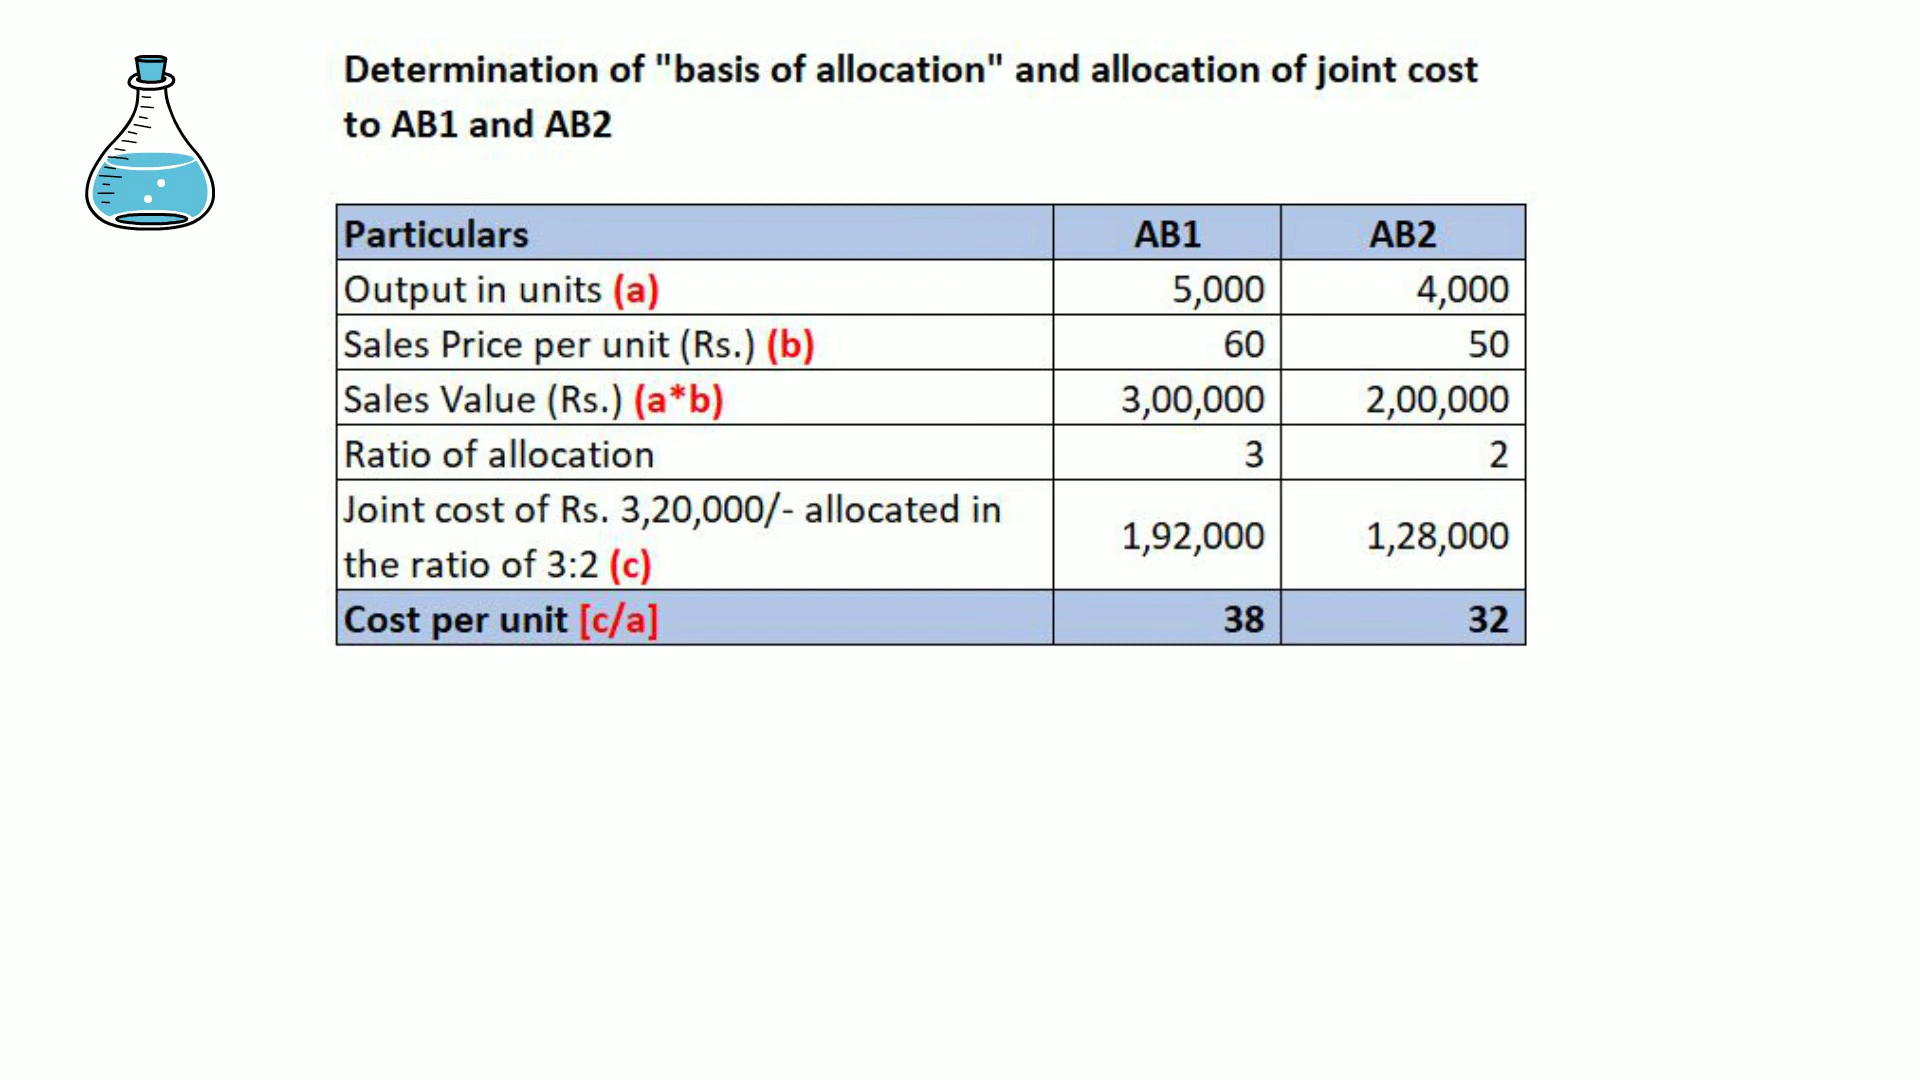 Determination of "basis of allocation" and allocation of joint cost
to AB1 and AB2
Particulars AB1 AB2
Output in units (a) 5,000 4,000
Sales Price per unit (Rs.) (b) 60 50
Sales Value (Rs.) (a*b) 3,00,000 2,00,000
Ratio of allocation 3 2
Joint cost of Rs. 3,20,000/- allocated in
the ratio of 3:2 (c) 1,92,000 1,28,000
Cost per unit [c/a] 38 32